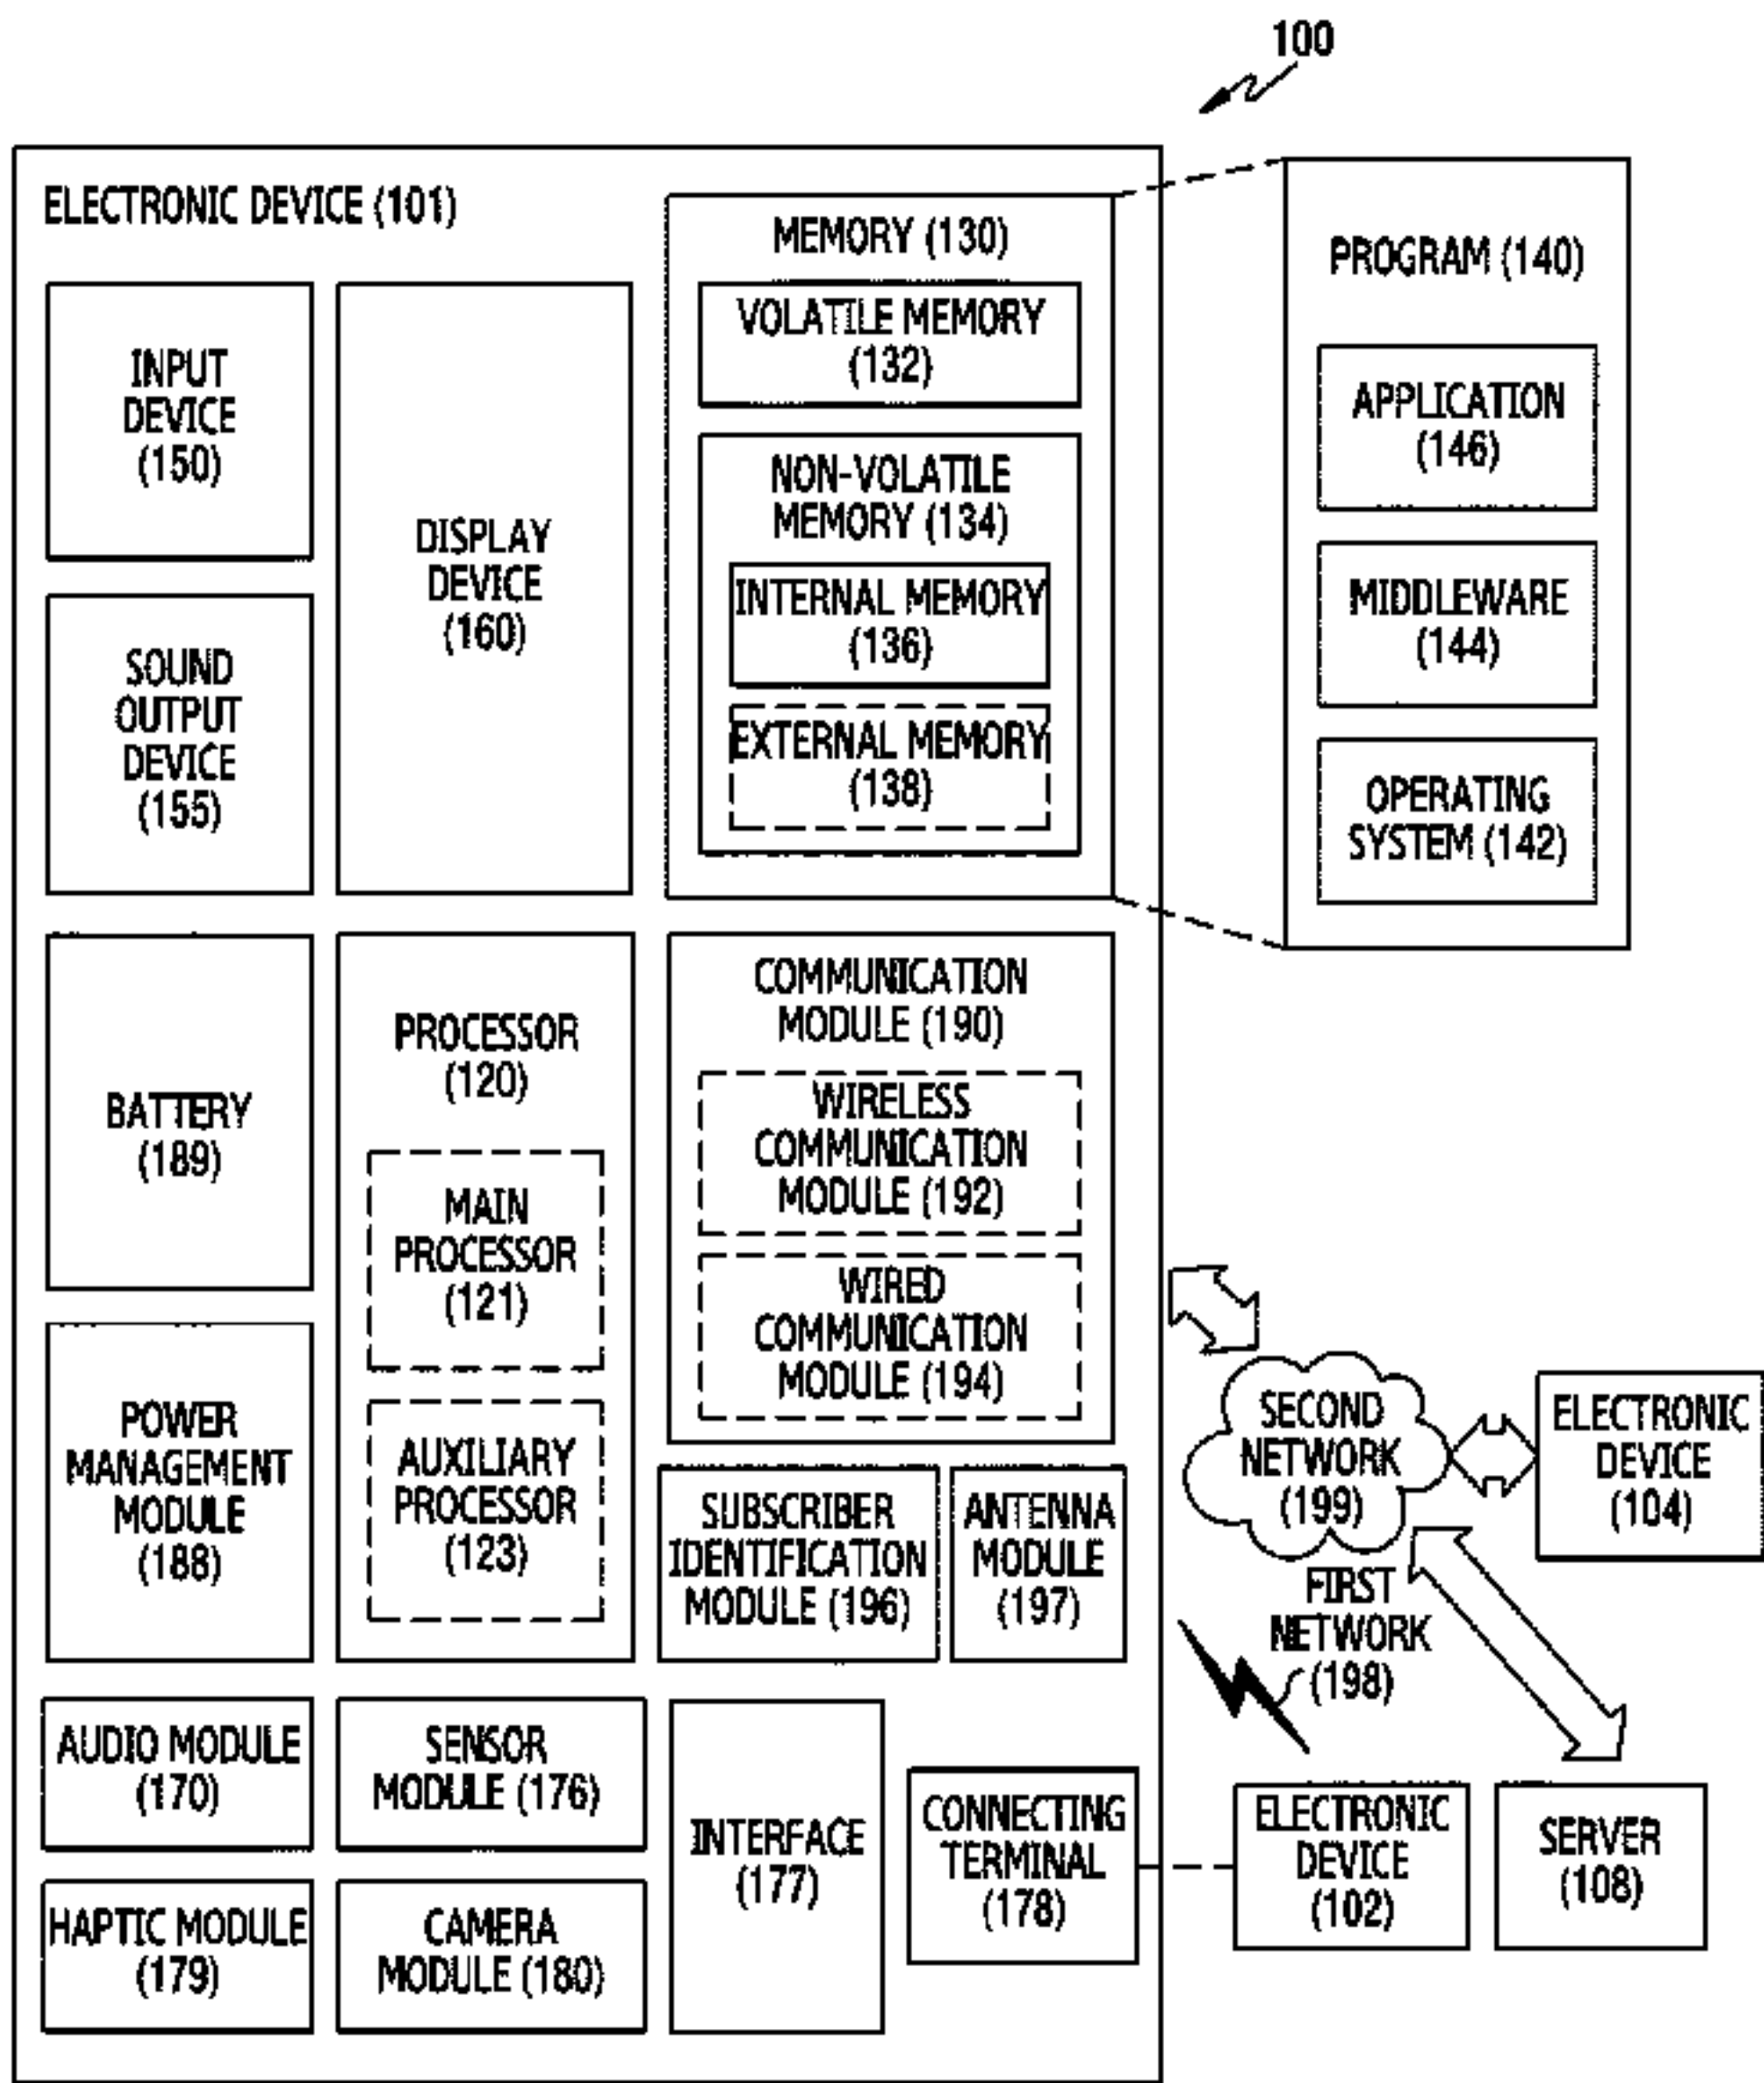 100
ELECTRONIC DEVICE (101)
INPUT
DEVICE
(150)
SOUND
OUTPUT
DEVICE
(155)
DISPLAY
DEVICE
(160)
MEMORY (130)
VOLATILE MEMORY
(132)
NON-VOLATILE
MEMORY (134)
INTERNAL MEMORY
(136)
EXTERNAL MEMORY
(138)
PROGRAM (140)
APPLICATION
(146)
MIDDLEWARE
(144)
OPERATING
SYSTEM (142)
BATTERY
(189)
POWER
MANAGEMENT
MODULE
(188)
PROCESSOR
(120)
MAIN
PROCESSOR
(121)
AUXILIARY
PROCESSOR
(123)
COMMUNICATION
MODULE (190)
WIRELESS
COMMUNICATION
MODULE (192)
WIRED
COMMUNICATION
MODULE (194)
SUBSCRIBER
IDENTIFICATION
MODULE (196)
ANTENNA
MODULE
(197)
SECOND
NETWORK
(199)
ELECTRONIC
DEVICE
(104)
FIRST
NETWORK
(198)
AUDIO MODULE
(170)
SENSOR
MODULE (176)
INTERFACE
(177)
CONNECTING
TERMINAL
(178)
ELECTRONIC
DEVICE
(102)
SERVER
(108)
HAPTIC MODULE
(179)
CAMERA
MODULE (180)